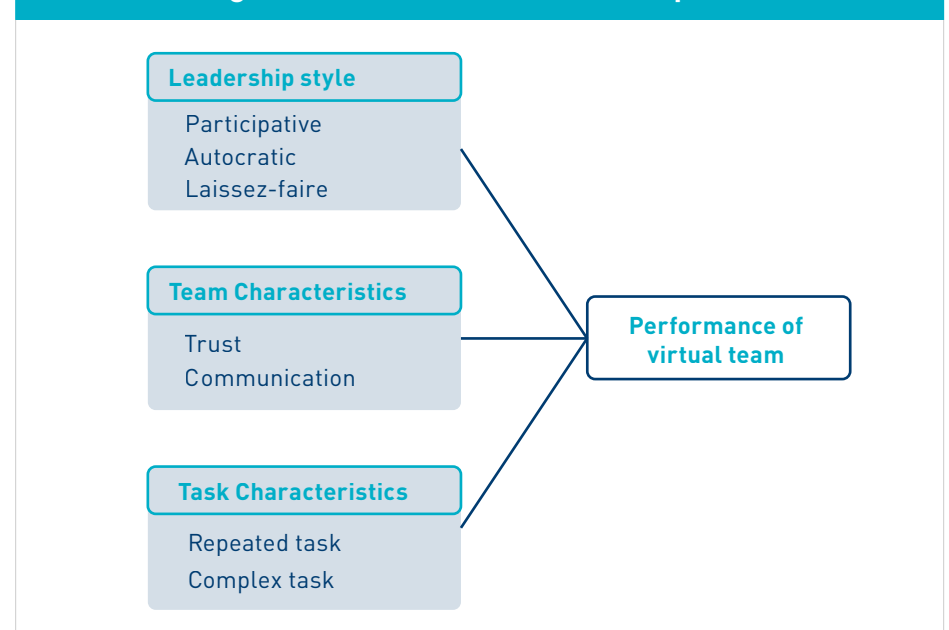 Leadership style
Participative
Autocratic
Laissez-faire
Team Characteristics
Trust
Communication
Performance of
virtual team
Task Characteristics
Repeated task
Complex task